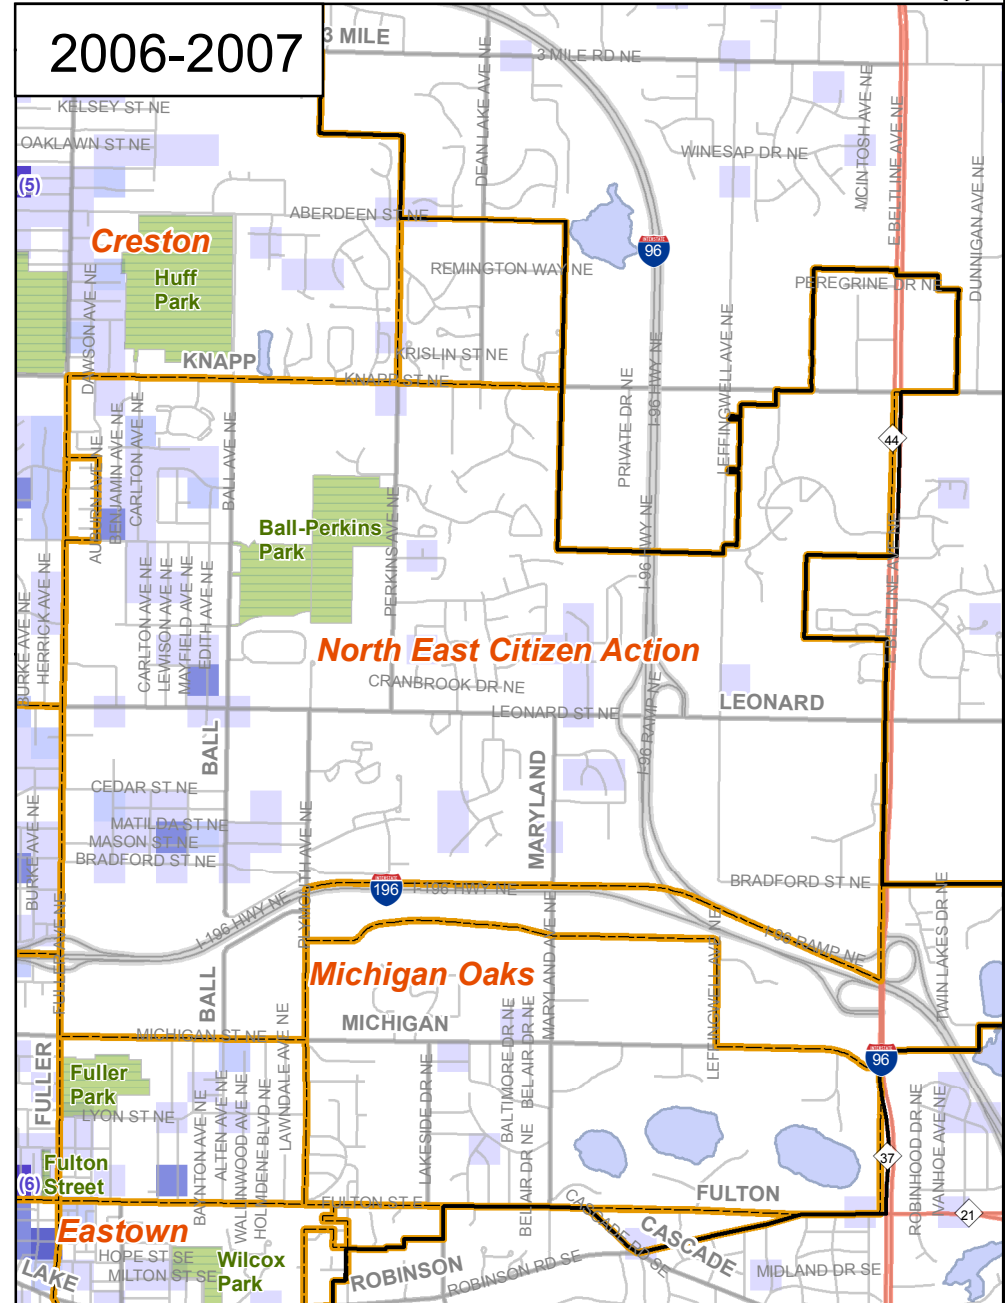 2006-2007
3 MILE
3 MILE RD NE
KELSEY ST NE
OAKLAWN ST NE
DEAN LAKE AVE NE
WINESAP DR NE
MCINTOSH AVE NE
E BELTLINE AVE NE
DUNNIGAN AVE NE
(5)
ABERDEEN ST NE
Creston
Huff
Park
96
REMINGTON WAY NE
PEREGRINE DR NE
DAWSON AVE NE
KNAPP
KRISLIN ST NE
KNAPP ST NE
I-96 HWY NE
LEFFINGWELL AVE NE
PRIVATE DR NE
44
BALL AVE NE
CARLTON AVE NE
BENJAMIN AVE NE
AUBURN AVE NE
Ball-Perkins
Park
PERKINS AVE NE
I-96 HWY NE
E BELTLINE AVE NE
BURKE AVE NE
HERRICK AVE NE
CARLTON AVE NE
LEWISON AVE NE
MAYFIELD AVE NE
EDITH AVE NE
North East Citizen Action
CRANBROOK DR NE
LEONARD
LEONARD ST NE
I-96 RAMP NE
BALL
MARYLAND
CEDAR ST NE
MATILDA ST NE
MASON ST NE
BRADFORD ST NE
BURKE AVE NE
PLYMOUTH AVE NE
BRADFORD ST NE
196
I-196 HWY NE
I-196 HWY NE
I-96 RAMP NE
FULLER AVE NE
TWIN LAKES DR NE
MARYLAND AVE NE
LEFFINGWELL AVE NE
Michigan Oaks
BALL
MICHIGAN
MICHIGAN ST NE
LAWNDALE AVE NE
BALTIMORE DR NE
BEL AIR DR NE
96
FULLER
Fuller
Park
LYON ST NE
LAKESIDE DR NE
BAYNTON AVE NE
ALTEN AVE NE
WALLINWOOD AVE NE
HOLMDENE BLVD NE
BEL AIR DR NE
ROBINHOOD DR NE
VANHOE AVE NE
37
Fulton
Street
(6)
FULTON
FULTON ST E
21
CASCADE
CASCADE RD SE
Eastown
HOPE ST SE
MILTON ST SE
Wilcox
Park
LAKE
ROBINSON
ROBINSON RD SE
MIDLAND DR SE